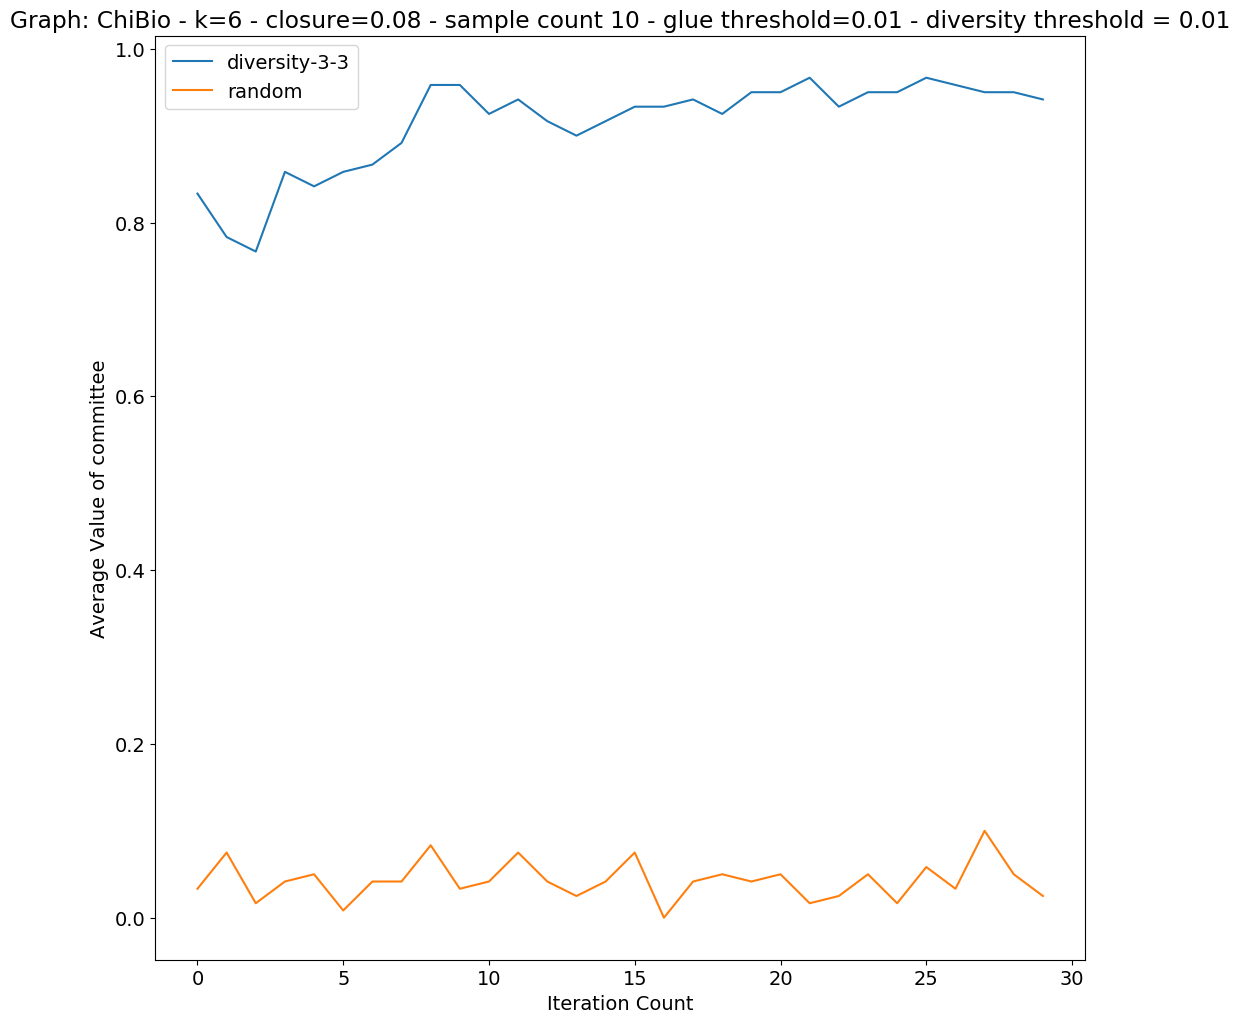 Graph: ChiBio - k=6 - closure=0.08 - sample count 10 - glue threshold=0.01 - diversity threshold = 0.01
diversity-3-3
random
1.0
0.8
0.6
0.4
0.2
0.0
Average Value of committee
0 5 10 15 20 25 30
Iteration Count